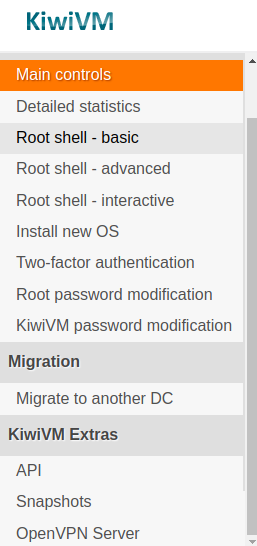 KiwiVM
Main controls
Detailed statistics
Root shell - basic
Root shell - advanced
Root shell - interactive
Install new OS
Two-factor authentication
Root password modification
KiwiVM password modification
Migration
Migrate to another DC
KiwiVM Extras
API
Snapshots
OpenVPN Server